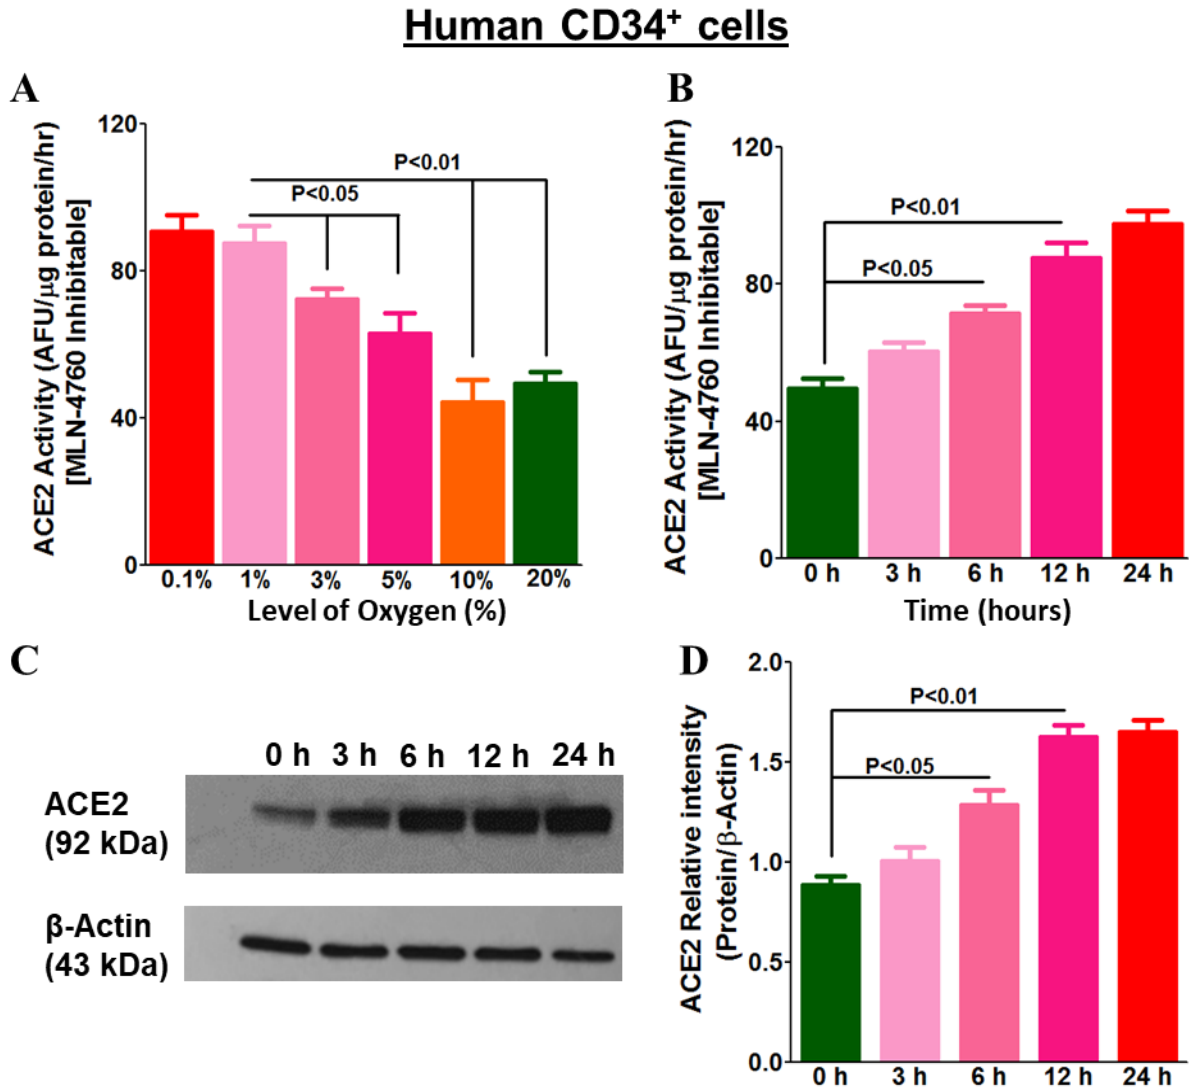 Human CD34⁺ cells
A
ACE2 Activity (AFU/μg protein/hr)
[MLN-4760 Inhibitable]
120
80
40
0
P<0.01
P<0.05
0.1% 1% 3% 5% 10% 20%
Level of Oxygen (%)
B
ACE2 Activity (AFU/μg protein/hr)
[MLN-4760 Inhibitable]
120
80
40
0
P<0.01
P<0.05
0 h 3 h 6 h 12 h 24 h
Time (hours)
C
0 h 3 h 6 h 12 h 24 h
ACE2
(92 kDa)
β-Actin
(43 kDa)
D
ACE2 Relative intensity
(Protein/β-Actin)
2.0
1.5
1.0
0.5
0.0
P<0.01
P<0.05
0 h 3 h 6 h 12 h 24 h